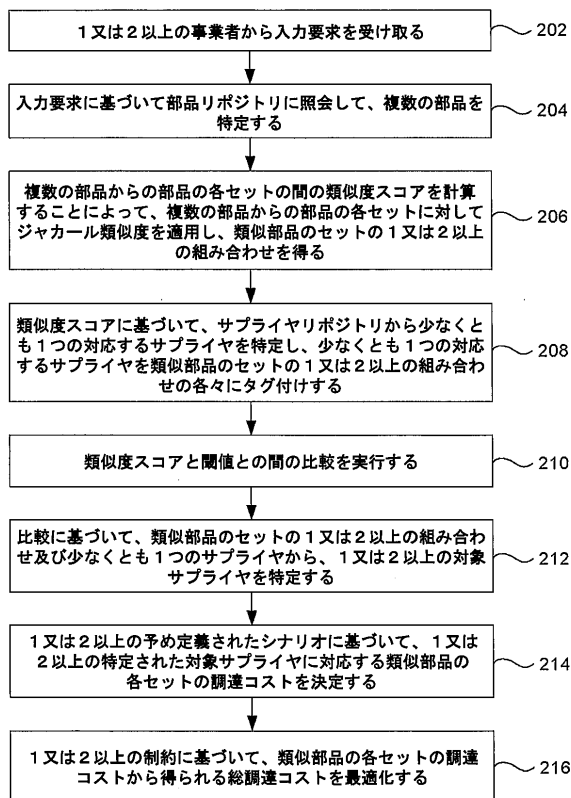 1又は2以上の事業者から入力要求を受け取る
202
入力要求に基づいて部品リポジトリに照会して、複数の部品を
特定する
204
複数の部品からの部品の各セットの間の類似度スコアを計算
することによって、複数の部品からの部品の各セットに対して
ジャカール類似度を適用し、類似部品のセットの1又は2以上
の組み合わせを得る
206
類似度スコアに基づいて、サプライヤリポジトリから少なくと
も1つの対応するサプライヤを特定し、少なくとも1つの対応
するサプライヤを類似部品のセットの1又は2以上の組み合わ
せの各々にタグ付けする
208
類似度スコアと閾値との間の比較を実行する
210
比較に基づいて、類似部品のセットの1又は2以上の組み合わ
せ及び少なくとも1つのサプライヤから、1又は2以上の対象
サプライヤを特定する
212
1又は2以上の予め定義されたシナリオに基づいて、1又は
2以上の特定された対象サプライヤに対応する類似部品の
各セットの調達コストを決定する
214
1又は2以上の制約に基づいて、類似部品の各セットの調達
コストから得られる総調達コストを最適化する
216